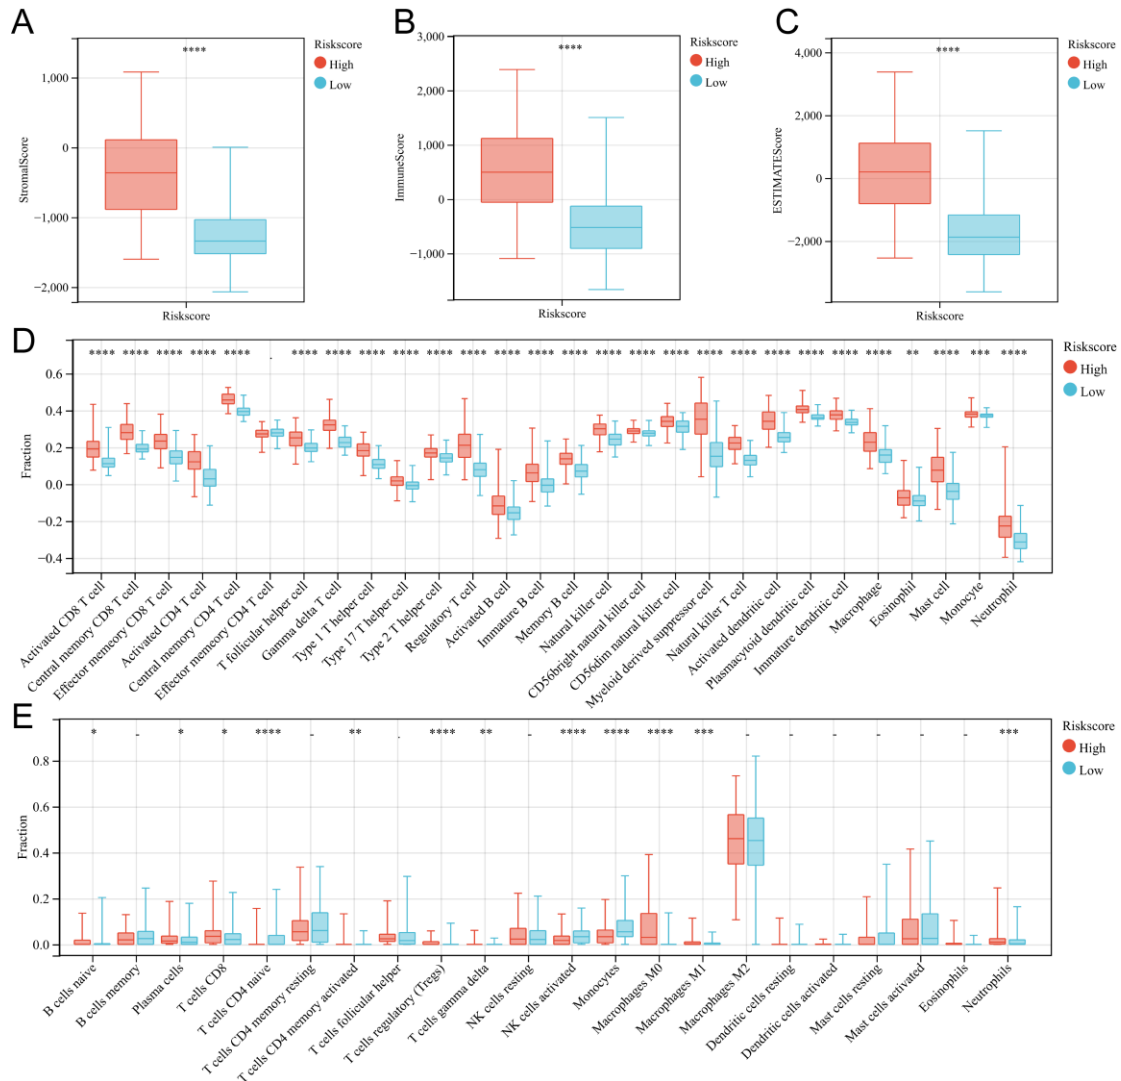 A
****
Riskscore
High
Low
1,000
0
−1,000
−2,000
StromalScore
Riskscore
B
****
Riskscore
High
Low
3,000
2,000
1,000
0
−1,000
ImmuneScore
Riskscore
C
****
Riskscore
High
Low
4,000
2,000
0
−2,000
ESTIMATEScore
Riskscore
D
**** **** **** **** **** . **** **** **** **** **** **** **** **** **** **** **** **** **** **** **** **** **** **** ** **** *** ****
Riskscore
High
Low
0.6
0.4
0.2
0.0
−0.2
−0.4
Fraction
Activated CD8 T cell
Central memory CD8 T cell
Effector memeory CD8 T cell
Activated CD4 T cell
Central memory CD4 T cell
Effector memeory CD4 T cell
T follicular helper cell
Gamma delta T cell
Type 1 T helper cell
Type 17 T helper cell
Type 2 T helper cell
Regulatory T cell
Activated B cell
Immature B cell
Memory B cell
Natural killer cell
CD56bright natural killer cell
CD56dim natural killer cell
Myeloid derived suppressor cell
Natural killer T cell
Activated dendritic cell
Plasmacytoid dendritic cell
Immature dendritic cell
Macrophage
Eosinophil
Mast cell
Monocyte
Neutrophil
E
* - * * **** - ** . **** ** - **** **** **** *** - - - - - - ***
Riskscore
High
Low
0.8
0.6
0.4
0.2
0.0
Fraction
B cells naive
B cells memory
Plasma cells
T cells CD8
T cells CD4 naive
T cells CD4 memory resting
T cells CD4 memory activated
T cells follicular helper
T cells regulatory (Tregs)
T cells gamma delta
NK cells resting
NK cells activated
Monocytes
Macrophages M0
Macrophages M1
Macrophages M2
Dendritic cells resting
Dendritic cells activated
Mast cells resting
Mast cells activated
Eosinophils
Neutrophils